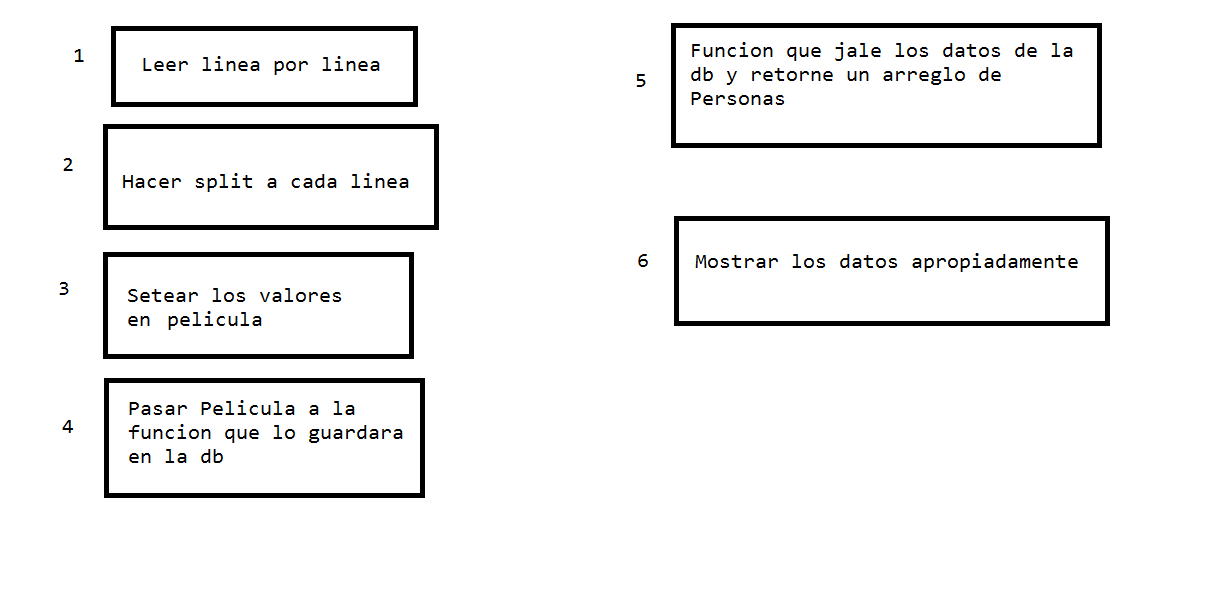 1
Leer linea por linea
2
Hacer split a cada linea
3
Setear los valores
en pelicula
4
Pasar Pelicula a la
funcion que lo guardara
en la db
5
Funcion que jale los datos de la
db y retorne un arreglo de
Personas
6
Mostrar los datos apropiadamente